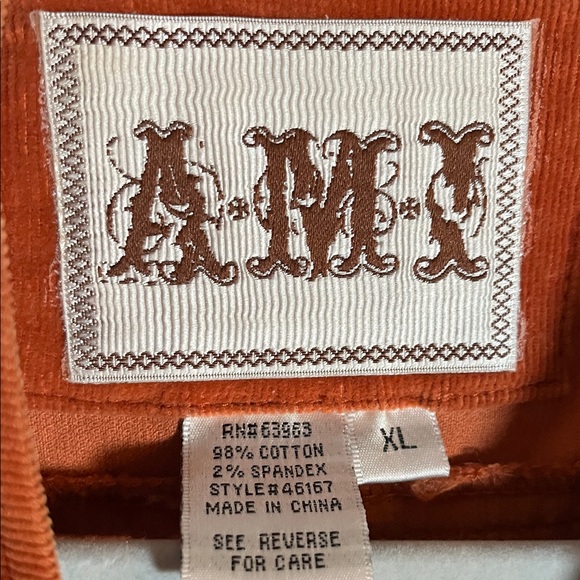 A·M·I
RN#63963
98% COTTON
2% SPANDEX
STYLE#46167
MADE IN CHINA
SEE REVERSE
FOR CARE
XL